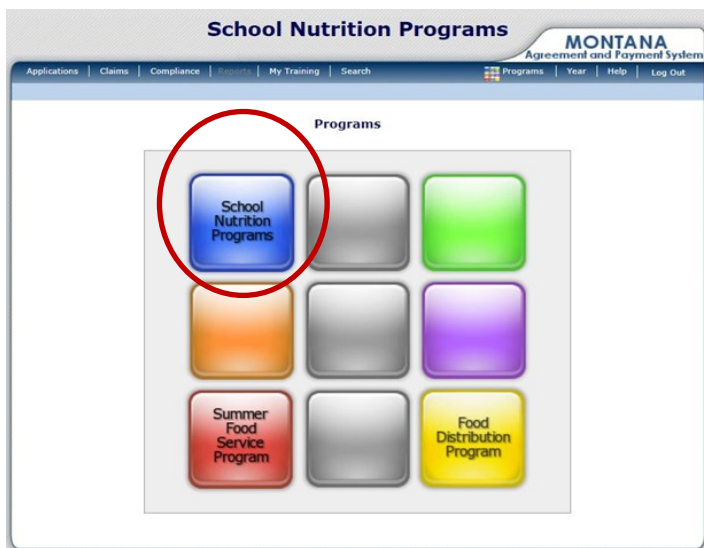 School Nutrition Programs
MONTANA
Agreement and Payment System
Applications | Claims | Compliance | Reports | My Training | Search Programs | Year | Help | Log Out
Programs
School
Nutrition
Programs
Summer
Food
Service
Program
Food
Distribution
Program